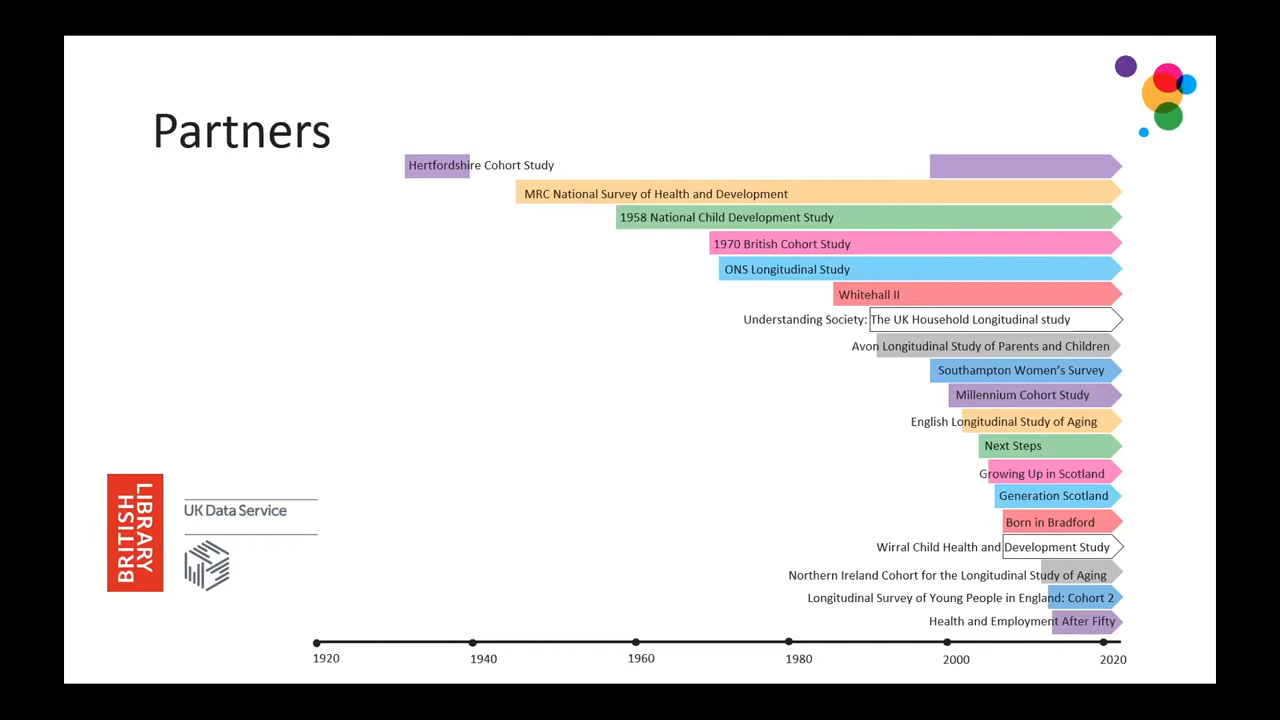 Partners
Hertfordshire Cohort Study
MRC National Survey of Health and Development
1958 National Child Development Study
1970 British Cohort Study
ONS Longitudinal Study
Whitehall II
Understanding Society: The UK Household Longitudinal study
Avon Longitudinal Study of Parents and Children
Southampton Women's Survey
Millennium Cohort Study
English Longitudinal Study of Aging
Next Steps
Growing Up in Scotland
Generation Scotland
Born in Bradford
Wirral Child Health and Development Study
Northern Ireland Cohort for the Longitudinal Study of Aging
Longitudinal Survey of Young People in England: Cohort 2
Health and Employment After Fifty
BRITISH
LIBRARY
UK Data Service
1920 1940 1960 1980 2000 2020